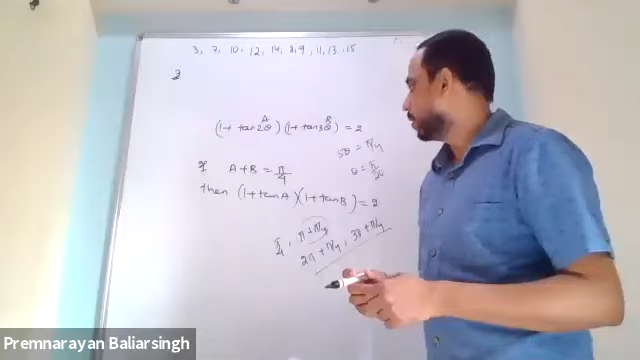 3, 7, 10, 12, 14, 8, 9, 11, 13, 15
3
A B
(1 + tan2θ)(1 + tan3θ) = 2
5θ = π/4
If A+B = π/4
θ = π/20
then (1+tanA)(1+tanB) = 2
π/4, π+π/4
2π + π/4, 3π + π/4
Premnarayan Baliarsingh